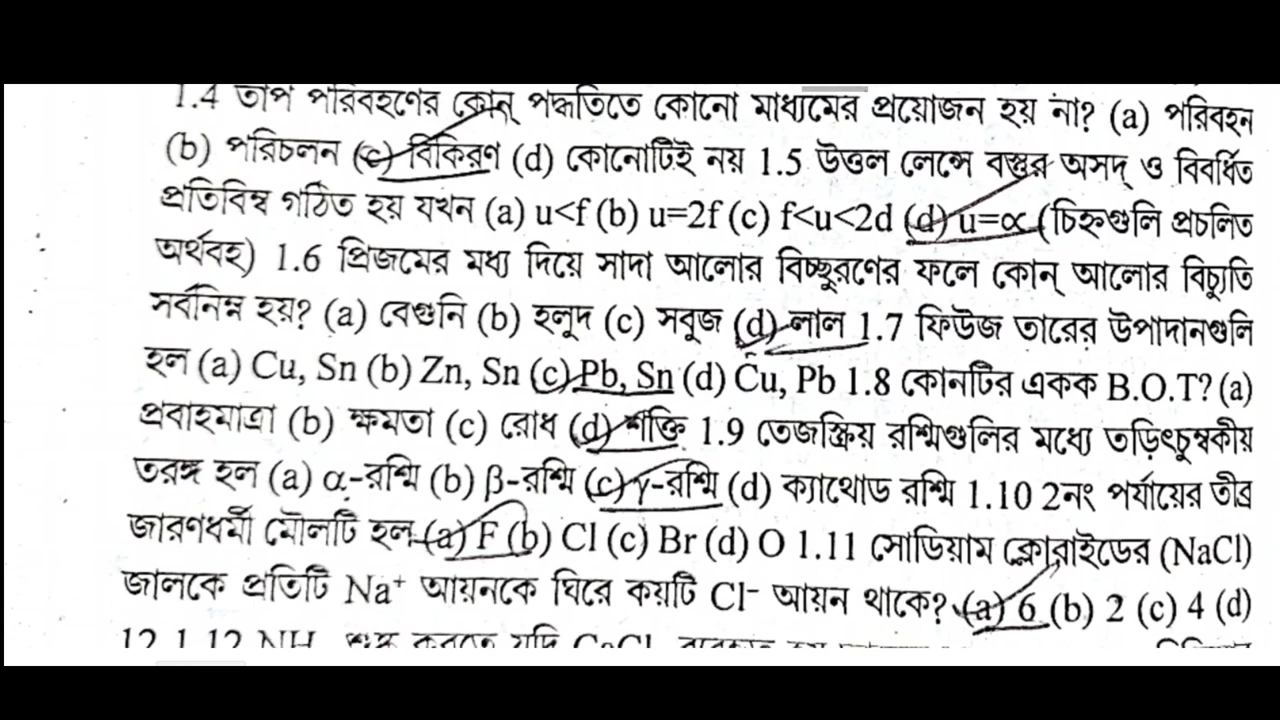 1.4 তাপ পরিবহণের কোন্ পদ্ধতিতে কোনো মাধ্যমের প্রয়োজন হয় না? (a) পরিবহন
(b) পরিচলন (c) বিকিরণ (d) কোনোটিই নয় 1.5 উত্তল লেন্সে বস্তুর অসদ্ ও বিবর্ধিত
প্রতিবিম্ব গঠিত হয় যখন (a) u<f (b) u=2f (c) f<u<2d (d) u=∝ (চিহ্নগুলি প্রচলিত
অর্থবহ) 1.6 প্রিজমের মধ্য দিয়ে সাদা আলোর বিচ্ছুরণের ফলে কোন্ আলোর বিচ্যুতি
সর্বনিম্ন হয়? (a) বেগুনি (b) হলুদ (c) সবুজ (d) লাল 1.7 ফিউজ তারের উপাদানগুলি
হল (a) Cu, Sn (b) Zn, Sn (c) Pb, Sn (d) Cu, Pb 1.8 কোনটির একক B.O.T? (a)
প্রবাহমাত্রা (b) ক্ষমতা (c) রোধ (d) শক্তি 1.9 তেজস্ক্রিয় রশ্মিগুলির মধ্যে তড়িৎচুম্বকীয়
তরঙ্গ হল (a) α-রশ্মি (b) β-রশ্মি (c) γ-রশ্মি (d) ক্যাথোড রশ্মি 1.10 2নং পর্যায়ের তীব্র
জারণধর্মী মৌলটি হল (a) F (b) Cl (c) Br (d) O 1.11 সোডিয়াম ক্লোরাইডের (NaCl)
জালকে প্রতিটি Na⁺ আয়নকে ঘিরে কয়টি Cl⁻ আয়ন থাকে? (a) 6 (b) 2 (c) 4 (d)
12 1.12 NH